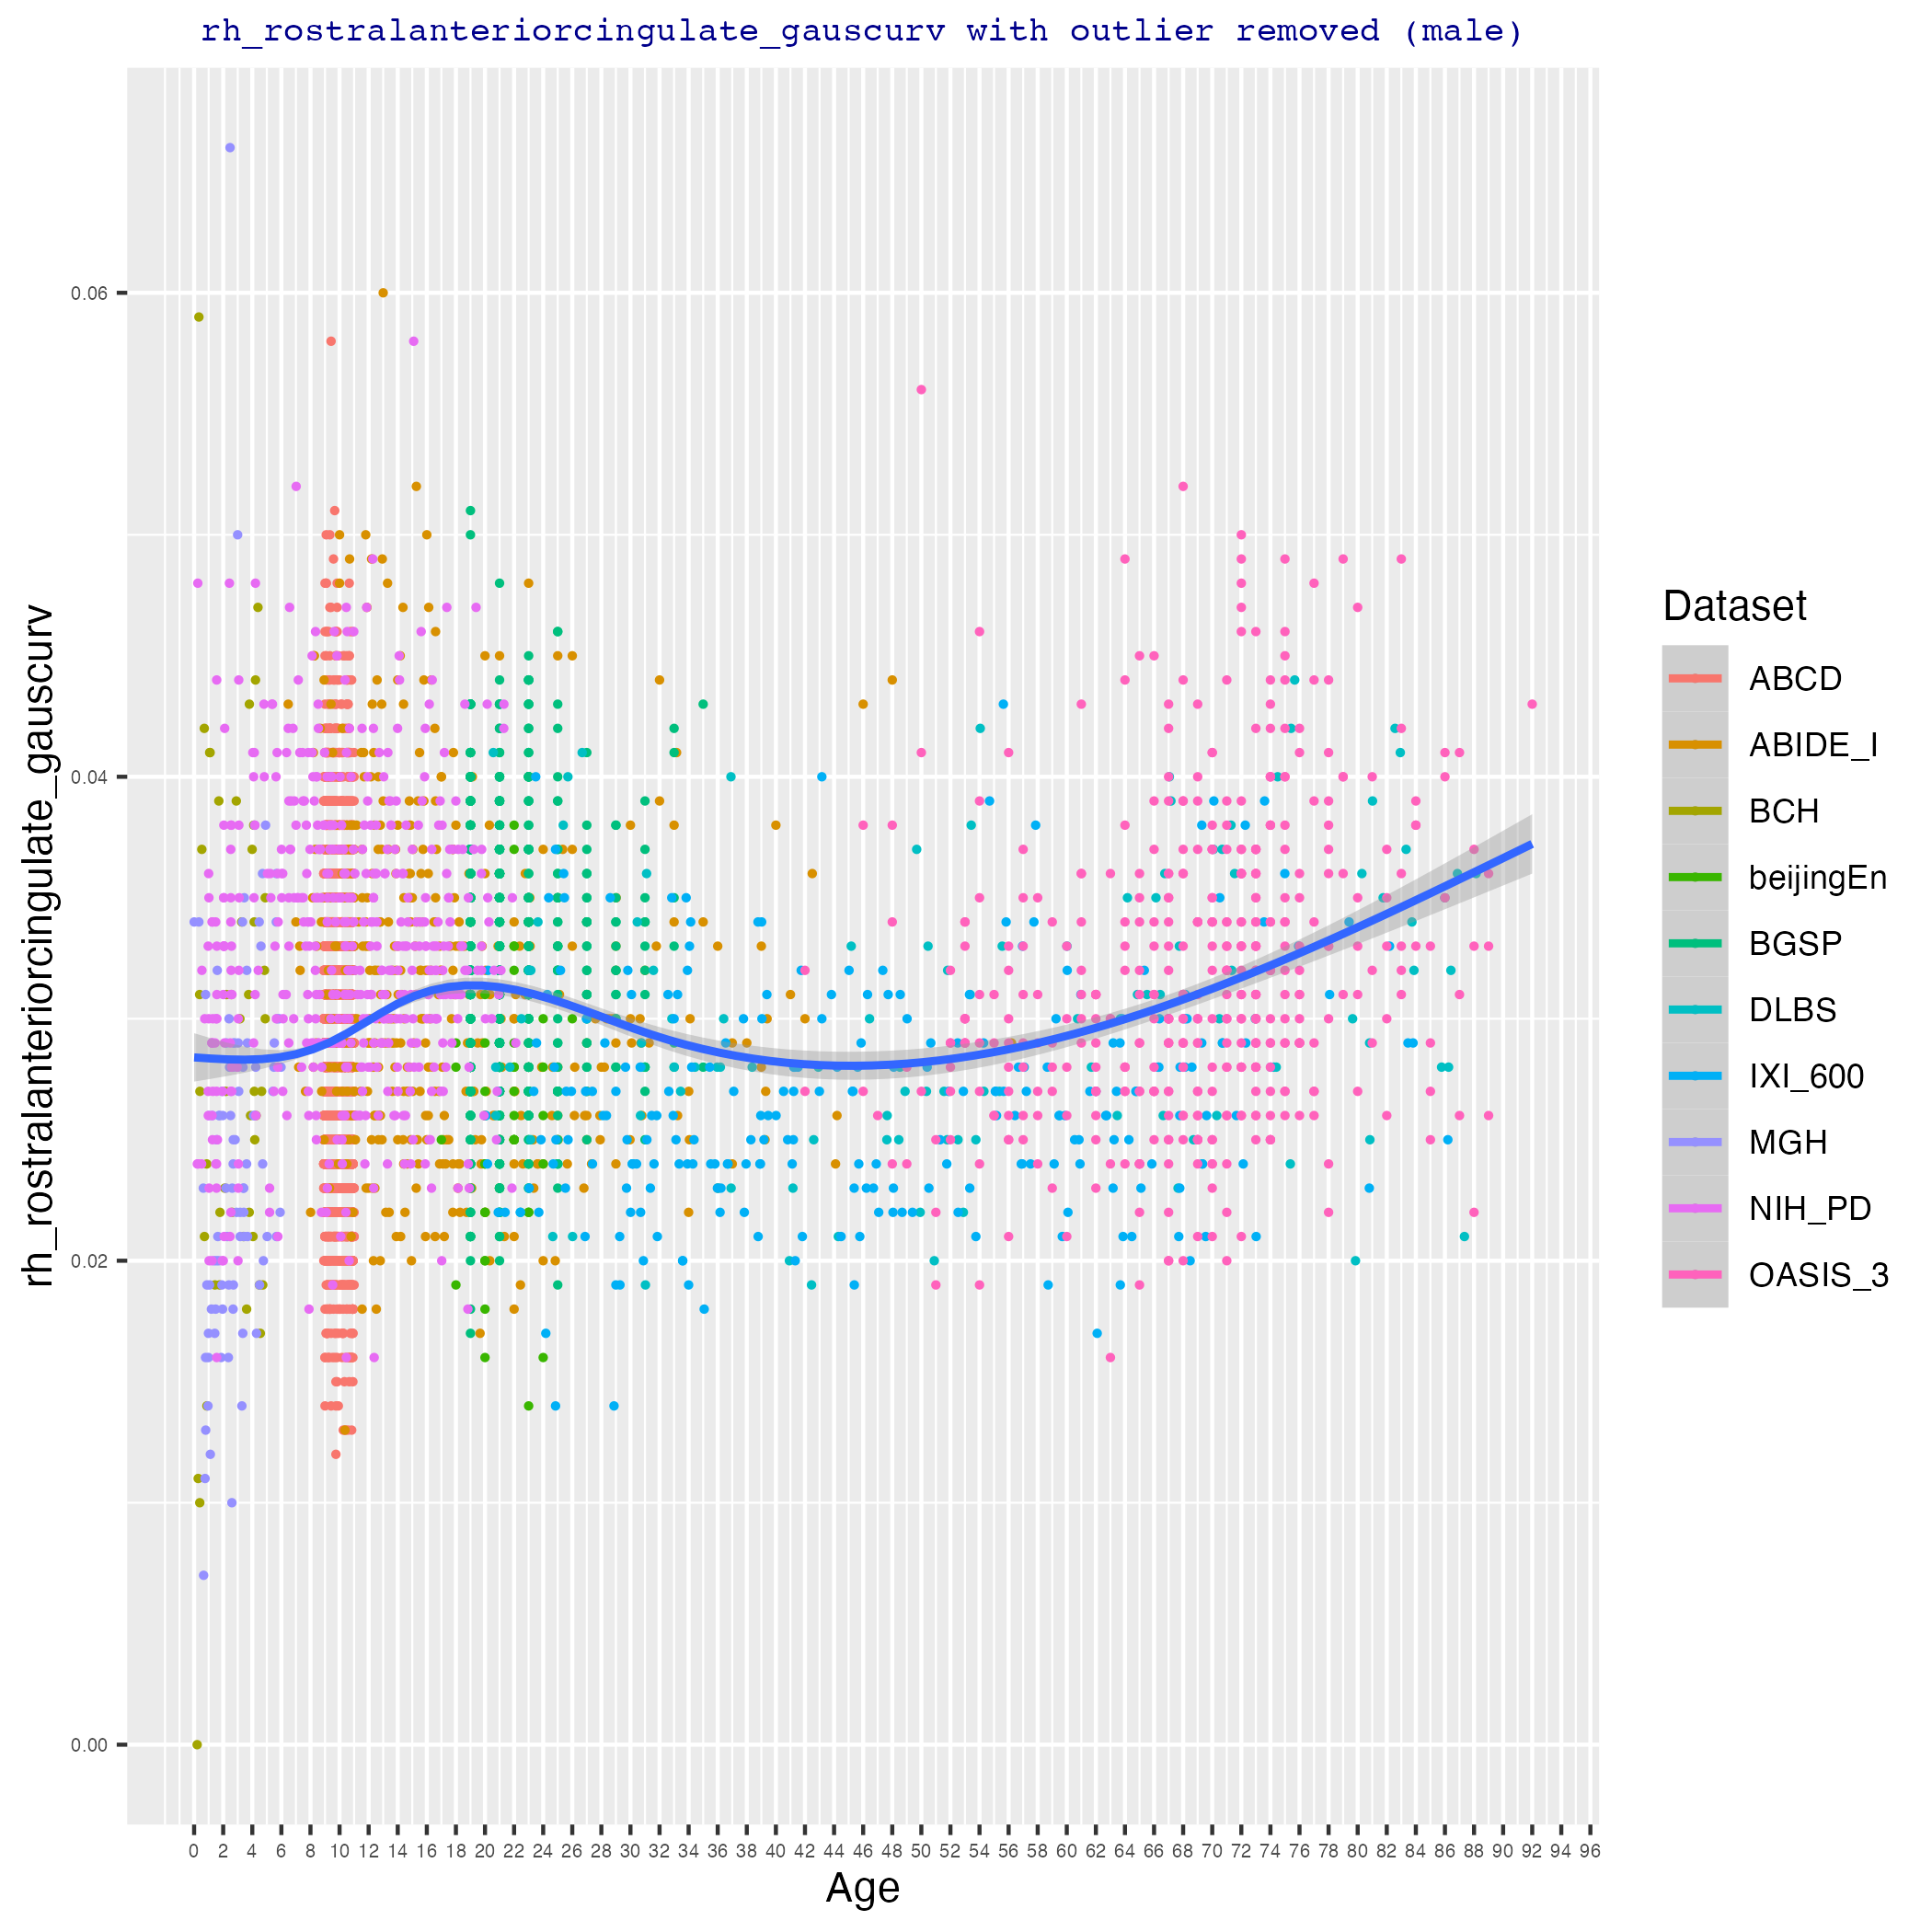 rh_rostralanteriorcingulate_gauscurv with outlier removed (male)
rh_rostralanteriorcingulate_gauscurv
0.06
0.04
0.02
0.00
0 2 4 6 8 10 12 14 16 18 20 22 24 26 28 30 32 34 36 38 40 42 44 46 48 50 52 54 56 58 60 62 64 66 68 70 72 74 76 78 80 82 84 86 88 90 92 94 96
Age
Dataset
ABCD
ABIDE_I
BCH
beijingEn
BGSP
DLBS
IXI_600
MGH
NIH_PD
OASIS_3